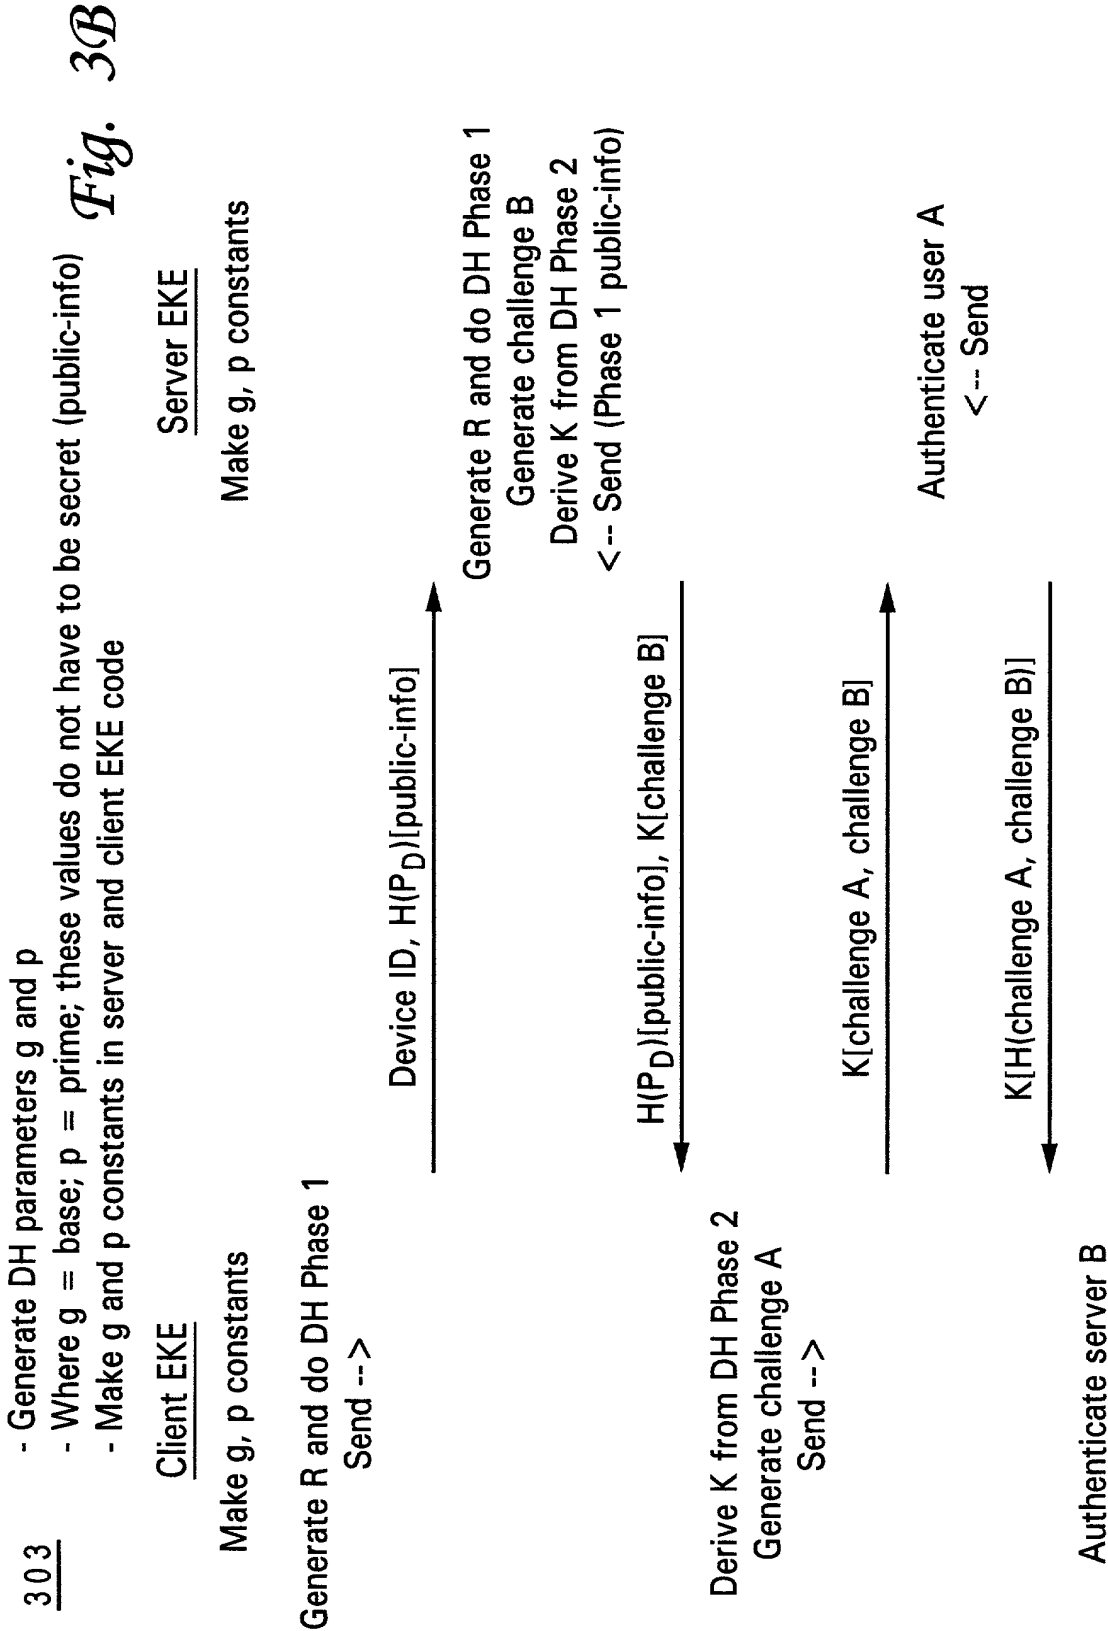 303
- Generate DH parameters g and p
- Where g = base; p = prime; these values do not have to be secret (public-info)
- Make g and p constants in server and client EKE code
Fig. 3B
Client EKE
Server EKE
Make g, p constants
Make g, p constants
Generate R and do DH Phase 1
Send -->
Device ID, H(PD)[public-info]
Generate R and do DH Phase 1
Generate challenge B
Derive K from DH Phase 2
<-- Send (Phase 1 public-info)
H(PD)[public-info], K[challenge B]
Derive K from DH Phase 2
Generate challenge A
Send -->
K[challenge A, challenge B]
Authenticate user A
<-- Send
K[H(challenge A, challenge B)]
Authenticate server B